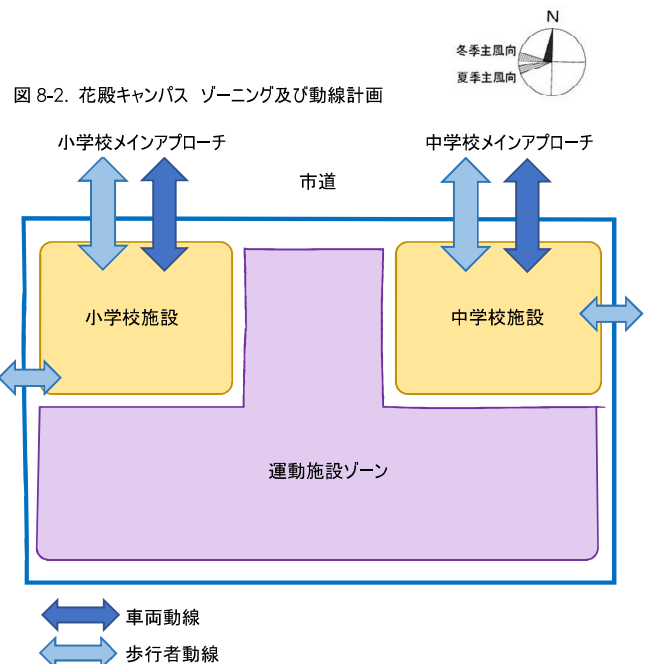 N
冬季主風向
夏季主風向
図 8-2. 花殿キャンパス ゾーニング及び動線計画
小学校メインアプローチ
中学校メインアプローチ
市道
小学校施設
中学校施設
運動施設ゾーン
車両動線
歩行者動線